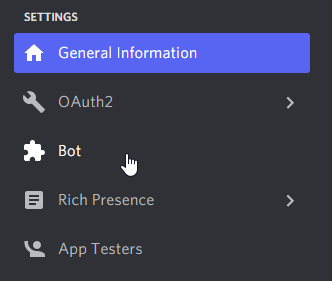 SETTINGS
General Information
OAuth2
Bot
Rich Presence
App Testers